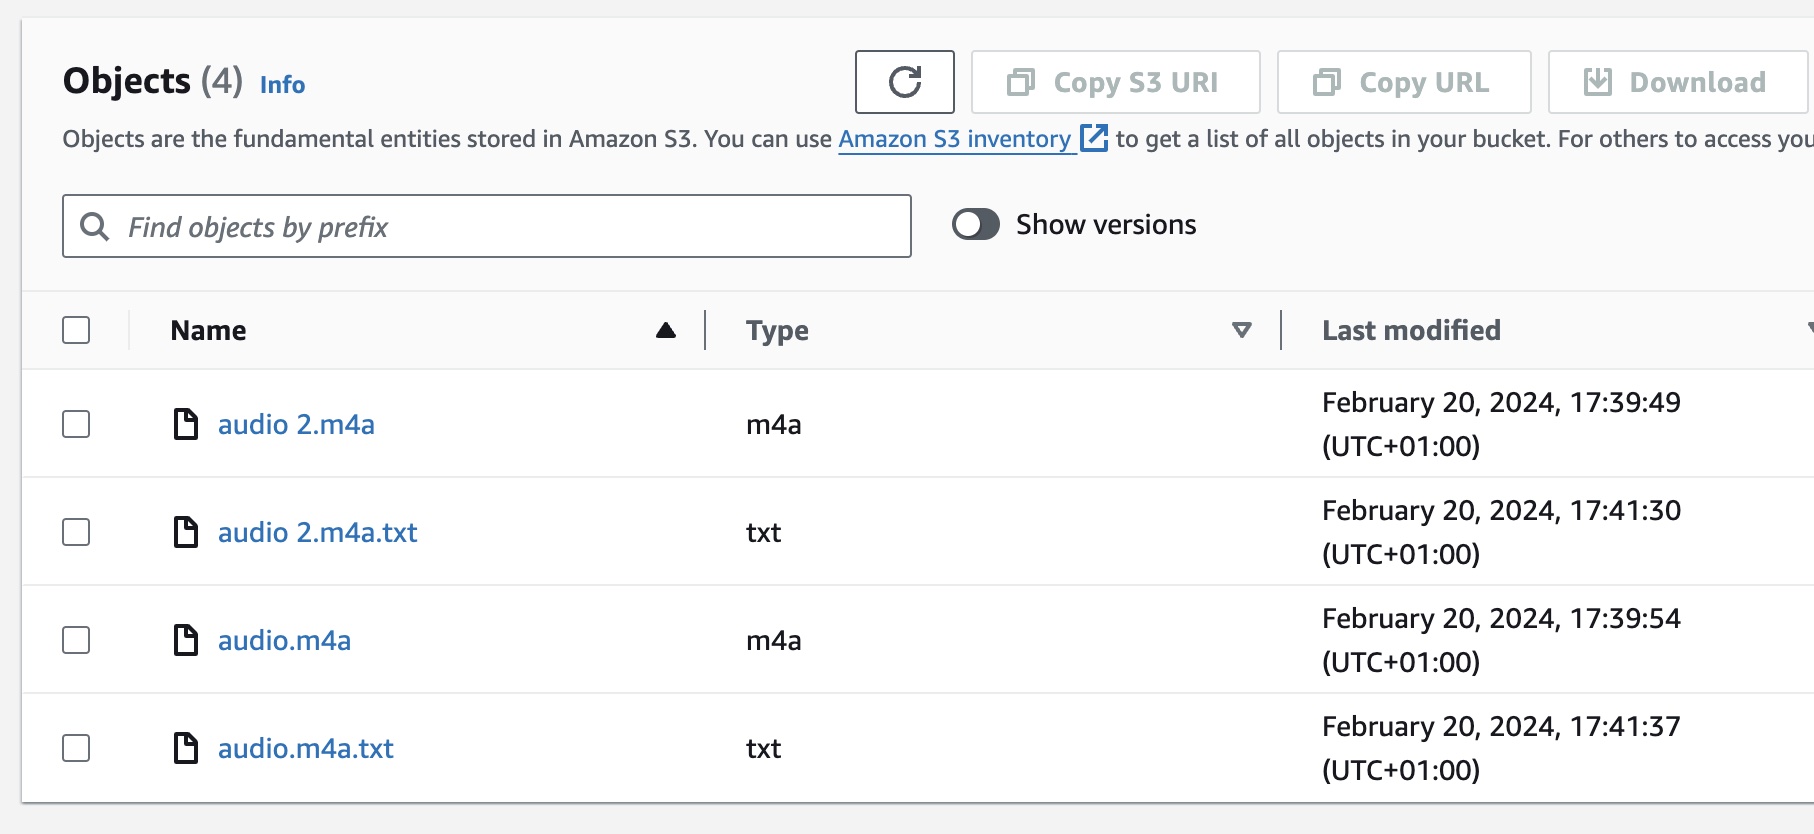 Objects (4) Info
Copy S3 URI
Copy URL
Download
Objects are the fundamental entities stored in Amazon S3. You can use Amazon S3 inventory to get a list of all objects in your bucket. For others to access you
Find objects by prefix
Show versions
Name Type Last modified
audio 2.m4a m4a February 20, 2024, 17:39:49
(UTC+01:00)
audio 2.m4a.txt txt February 20, 2024, 17:41:30
(UTC+01:00)
audio.m4a m4a February 20, 2024, 17:39:54
(UTC+01:00)
audio.m4a.txt txt February 20, 2024, 17:41:37
(UTC+01:00)